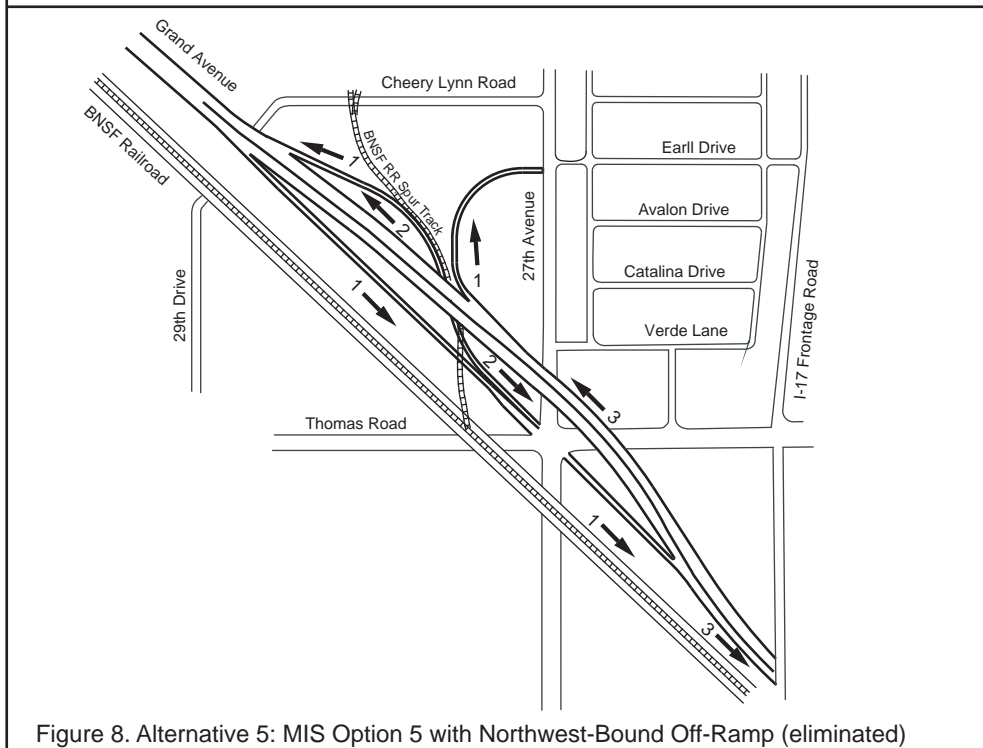 Grand Avenue
Cheery Lynn Road
BNSF Railroad
BNSF RR Spur Track
Earll Drive
1
2
27th Avenue
Avalon Drive
1
Catalina Drive
1
29th Drive
Verde Lane
I-17 Frontage Road
2
3
Thomas Road
1
3
Figure 8. Alternative 5: MIS Option 5 with Northwest-Bound Off-Ramp (eliminated)